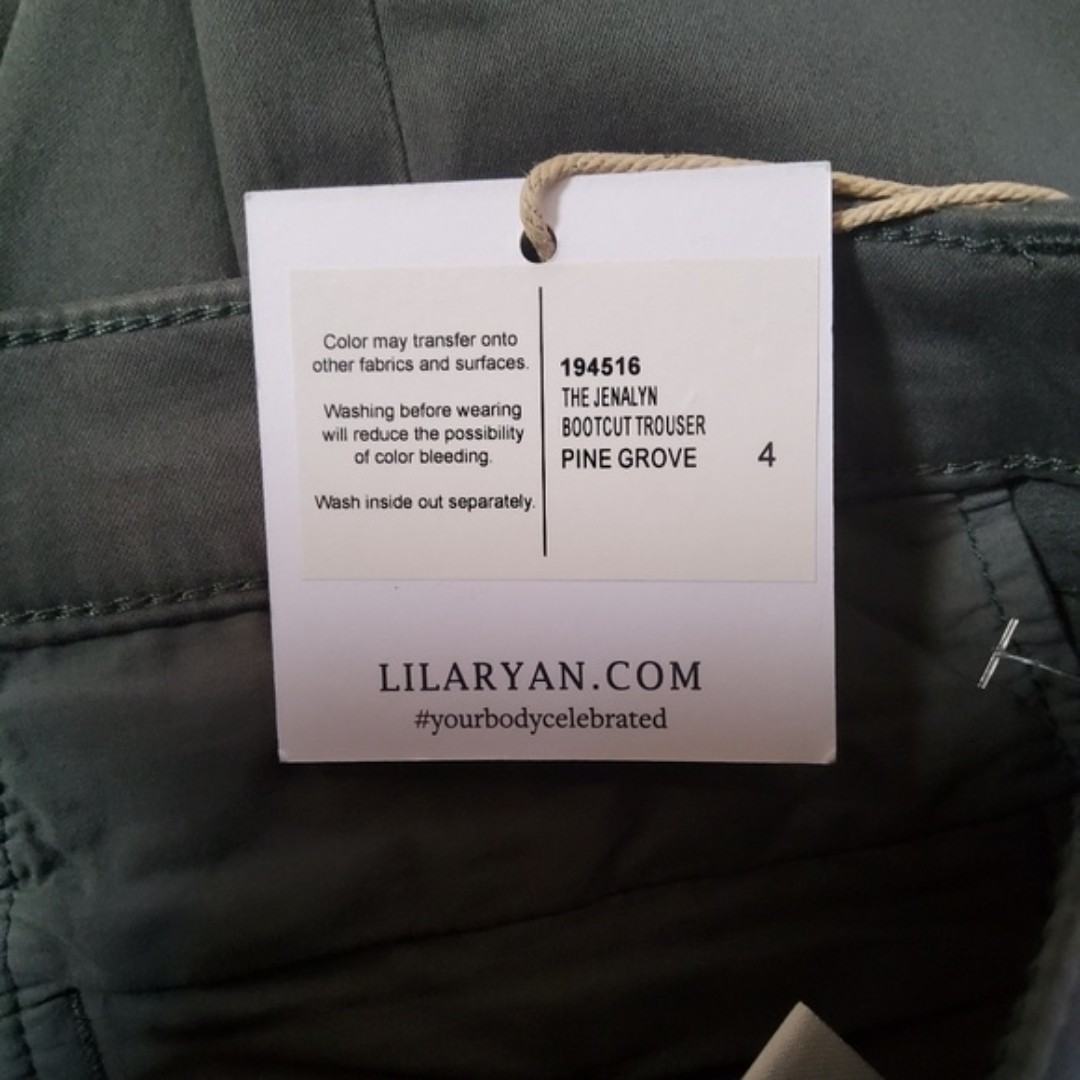 Color may transfer onto
other fabrics and surfaces.
Washing before wearing
will reduce the possibility
of color bleeding.
Wash inside out separately.
194516
THE JENALYN
BOOTCUT TROUSER
PINE GROVE 4
LILARYAN.COM
#yourbodycelebrated